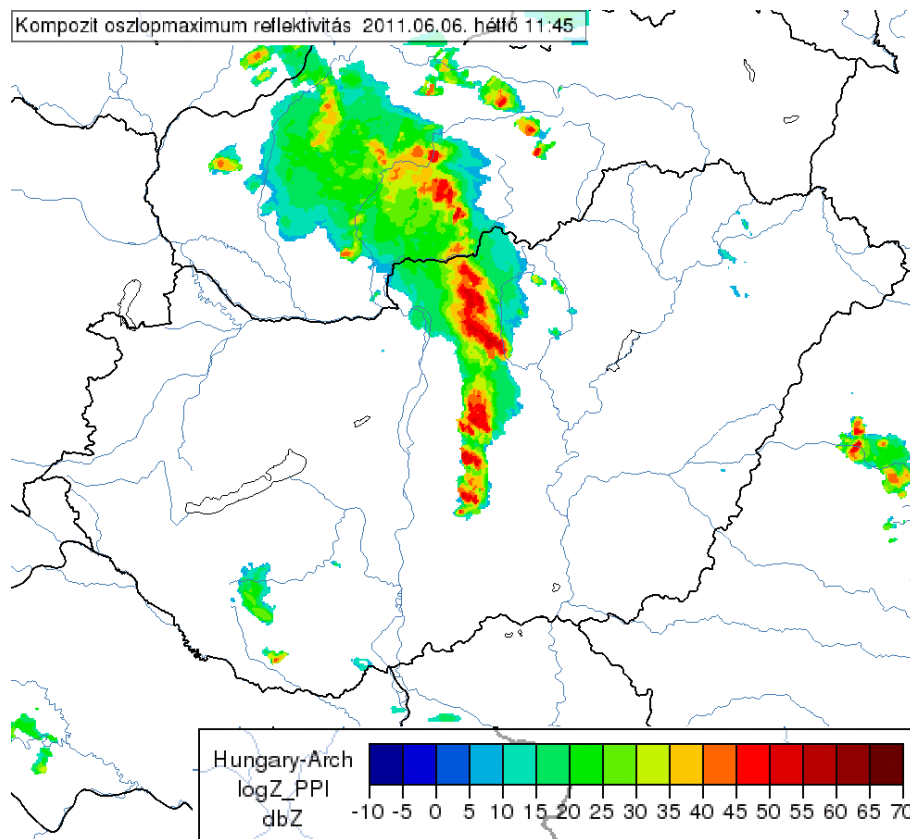 Kompozit oszlopmaximum reflektivitás 2011.06.06. hétfő 11:45
Hungary-Arch
logZ_PPI
dbZ
-10 -5 0 5 10 15 20 25 30 35 40 45 50 55 60 65 70